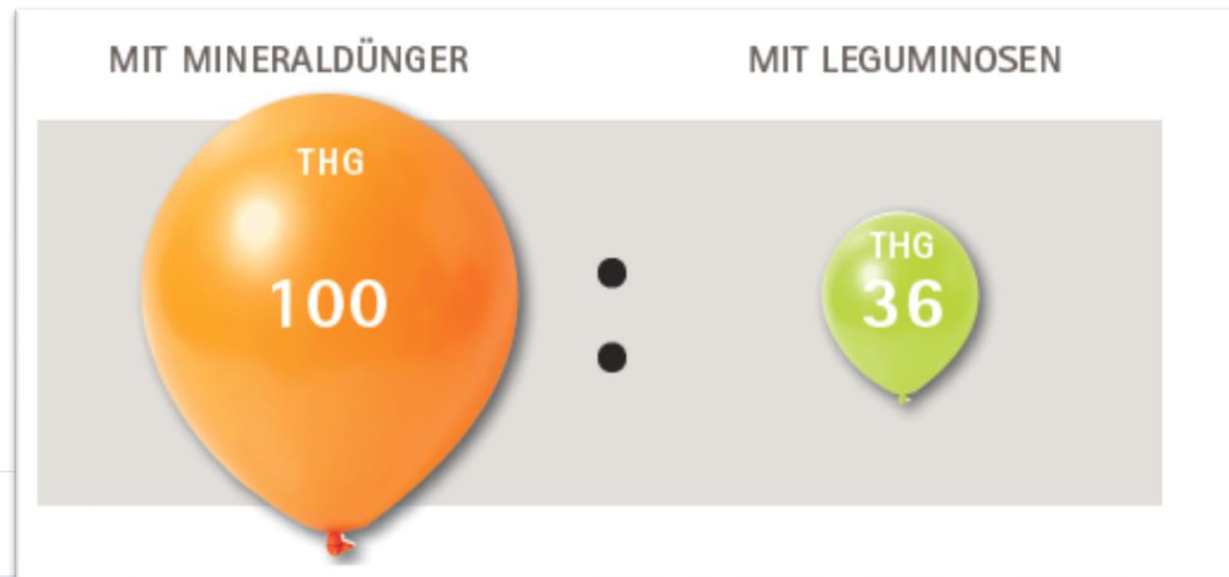 MIT MINERALDÜNGER
MIT LEGUMINOSEN
THG
100
:
THG
36